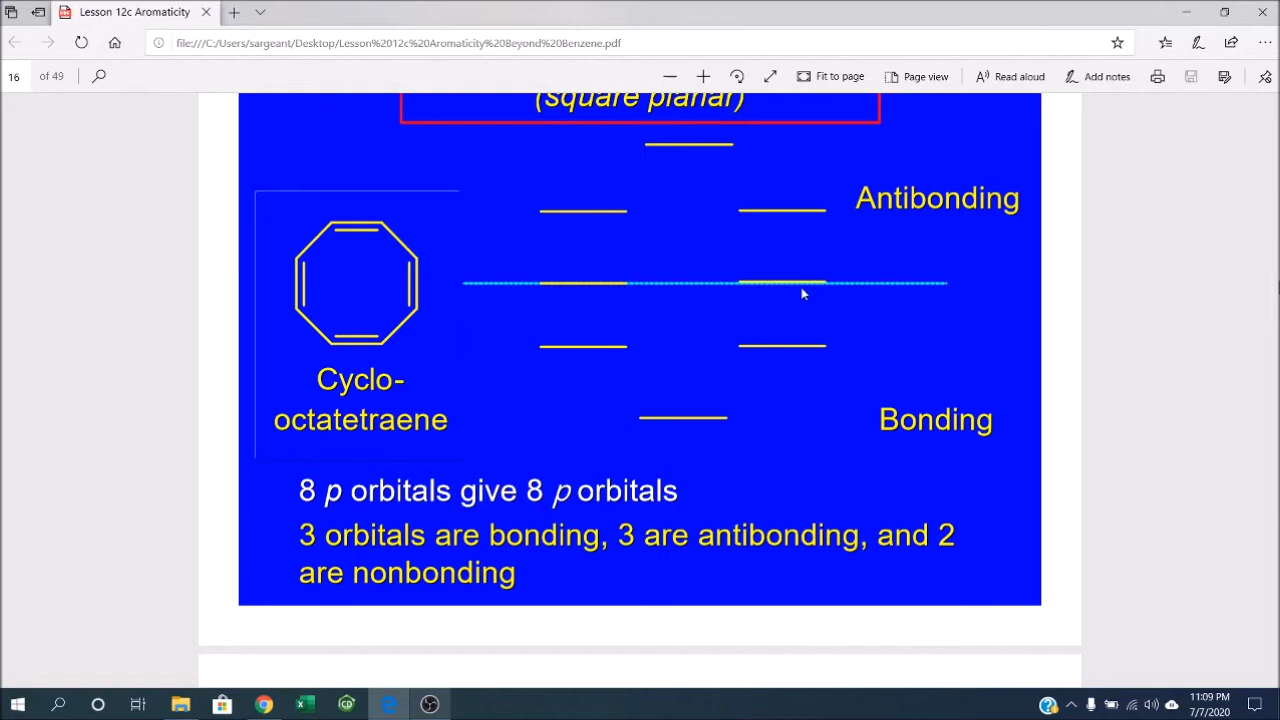 Lesson 12c Aromaticity
file:///C:/Users/sargeant/Desktop/Lesson%2012c%20Aromaticity%20Beyond%20Benzene.pdf
16 of 49
Fit to page
Page view
Read aloud
Add notes
(square planar)
Antibonding
Cyclo-
octatetraene
Bonding
8 p orbitals give 8 p orbitals
3 orbitals are bonding, 3 are antibonding, and 2
are nonbonding
11:09 PM
7/7/2020